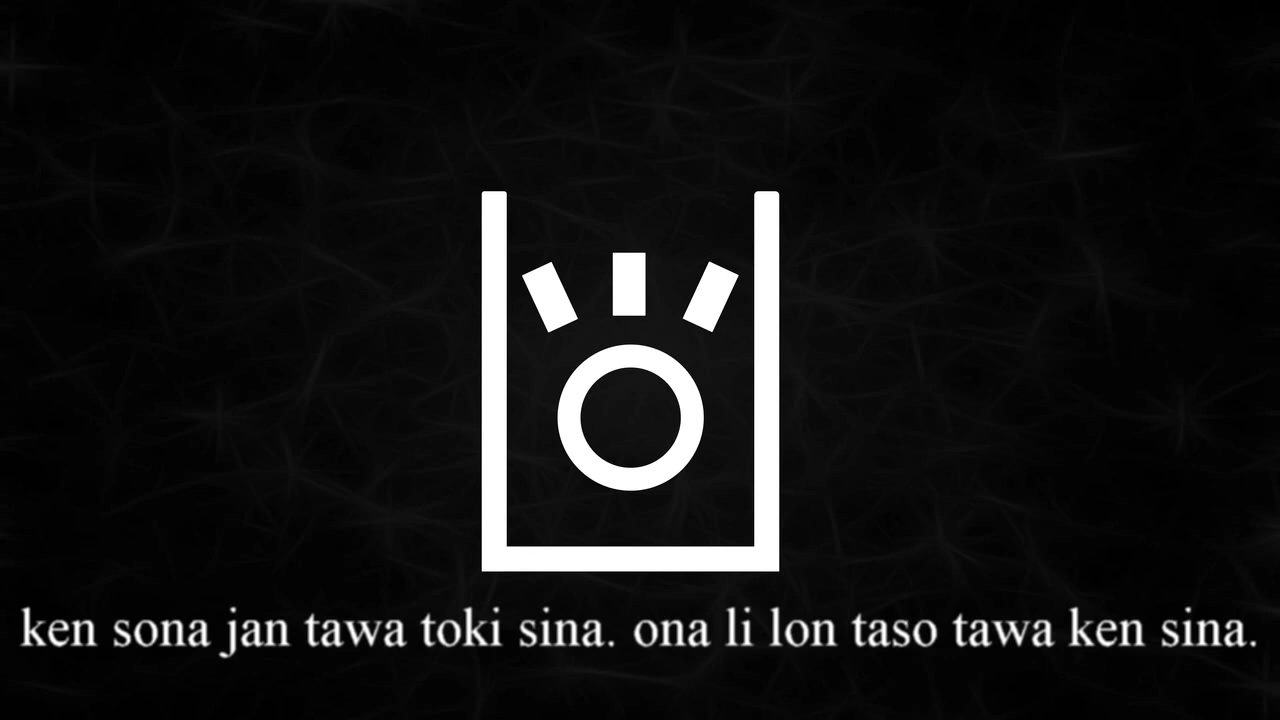 ken sona jan tawa toki sina. ona li lon taso tawa ken sina.